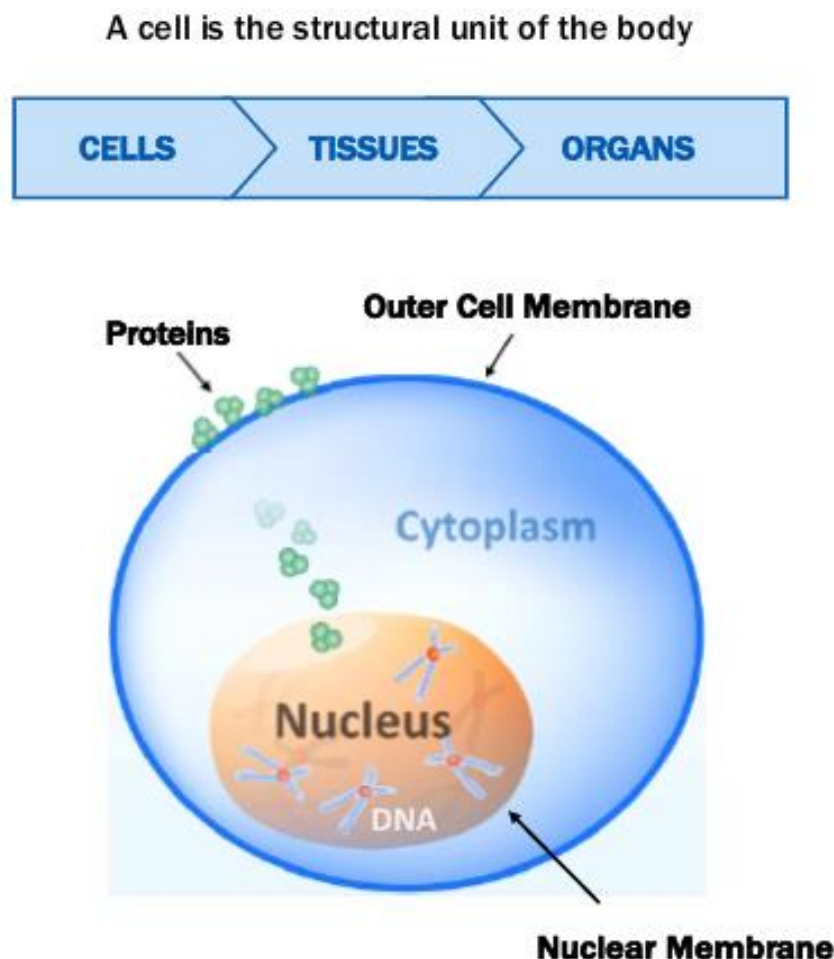 A cell is the structural unit of the body
CELLS TISSUES ORGANS
Outer Cell Membrane
Proteins
Cytoplasm
Nucleus
DNA
Nuclear Membrane